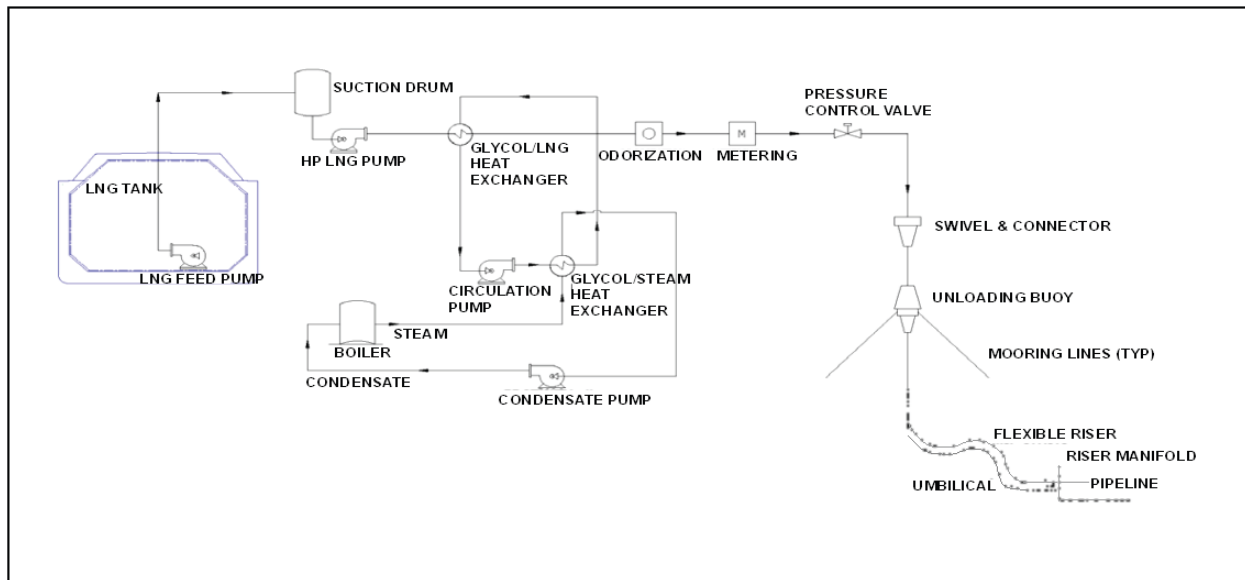 SUCTION DRUM
PRESSURE
CONTROL VALVE
HP LNG PUMP
GLYCOL/LNG
HEAT
EXCHANGER
O
ODORIZATION
M
METERING
LNG TANK
LNG FEED PUMP
SWIVEL & CONNECTOR
CIRCULATION
PUMP
GLYCOL/STEAM
HEAT
EXCHANGER
UNLOADING BUOY
STEAM
BOILER
MOORING LINES (TYP)
CONDENSATE
CONDENSATE PUMP
FLEXIBLE RISER
RISER MANIFOLD
UMBILICAL
PIPELINE